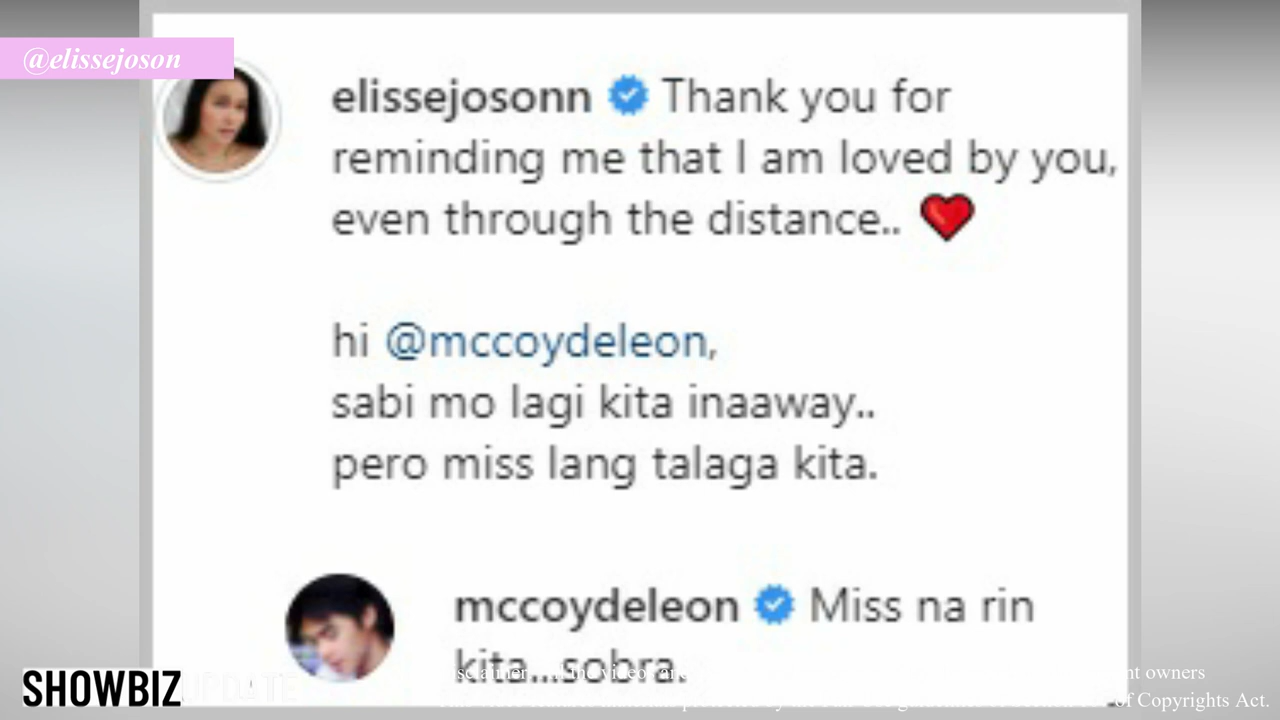 @elissejoson
elissejosonn Thank you for
reminding me that I am loved by you,
even through the distance.. ❤️
hi @mccoydeleon,
sabi mo lagi kita inaaway..
pero miss lang talaga kita.
mccoydeleon Miss na rin
kita...sobra.
SHOWBIZ UPDATE
owners
of Copyrights Act.